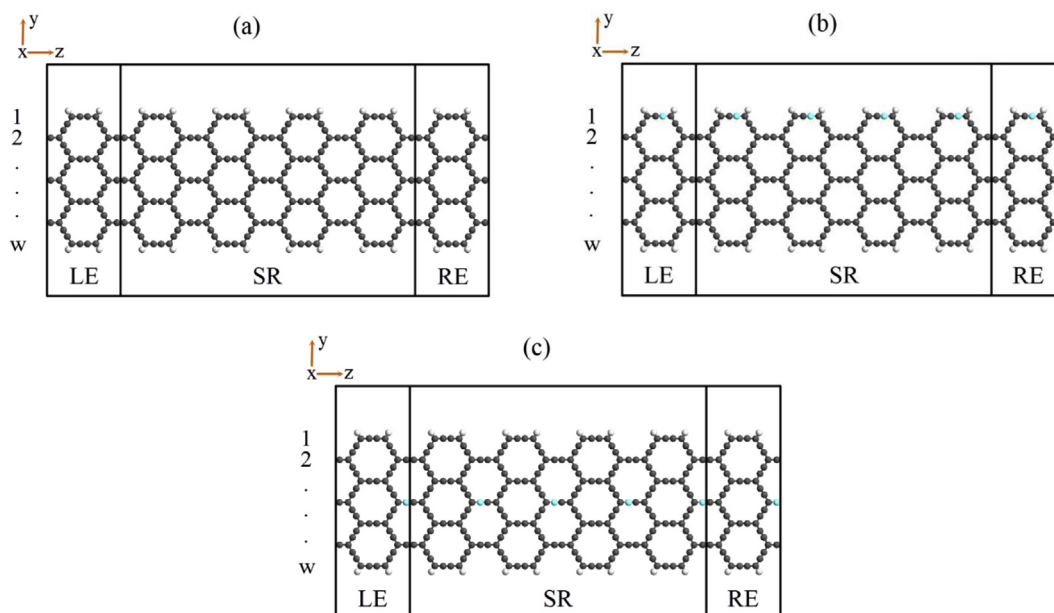 (a)
y
x z
1
2
.
.
.
w
LE SR RE
(b)
y
x z
1
2
.
.
.
w
LE SR RE
(c)
y
x z
1
2
.
.
.
w
LE SR RE